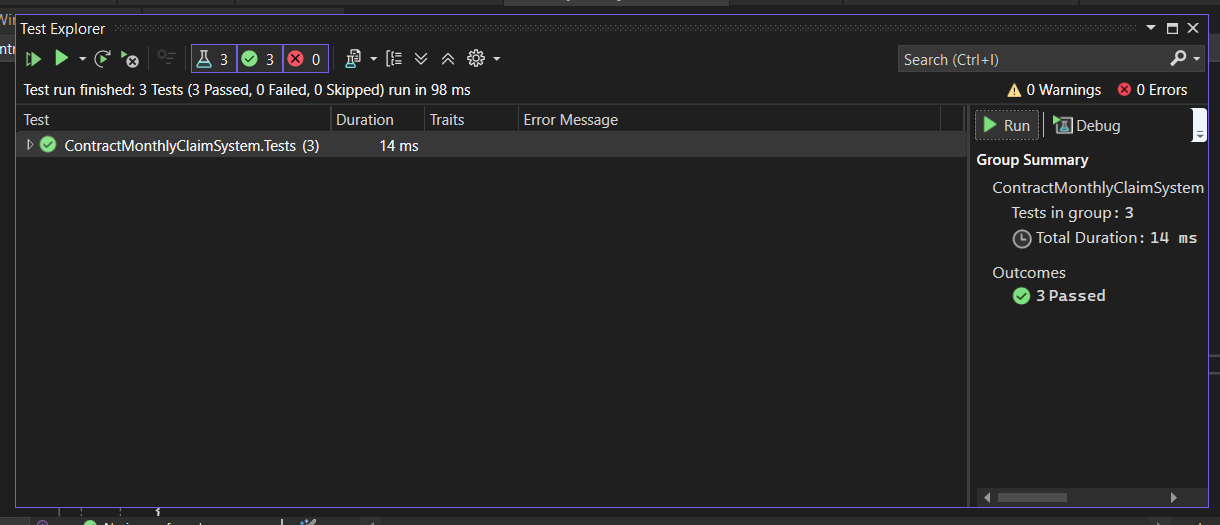 Test Explorer
3 3 0
Search (Ctrl+I)
Test run finished: 3 Tests (3 Passed, 0 Failed, 0 Skipped) run in 98 ms
0 Warnings 0 Errors
Test Duration Traits Error Message
ContractMonthlyClaimSystem.Tests (3) 14 ms
Run Debug
Group Summary
ContractMonthlyClaimSystem
Tests in group: 3
Total Duration: 14 ms
Outcomes
3 Passed